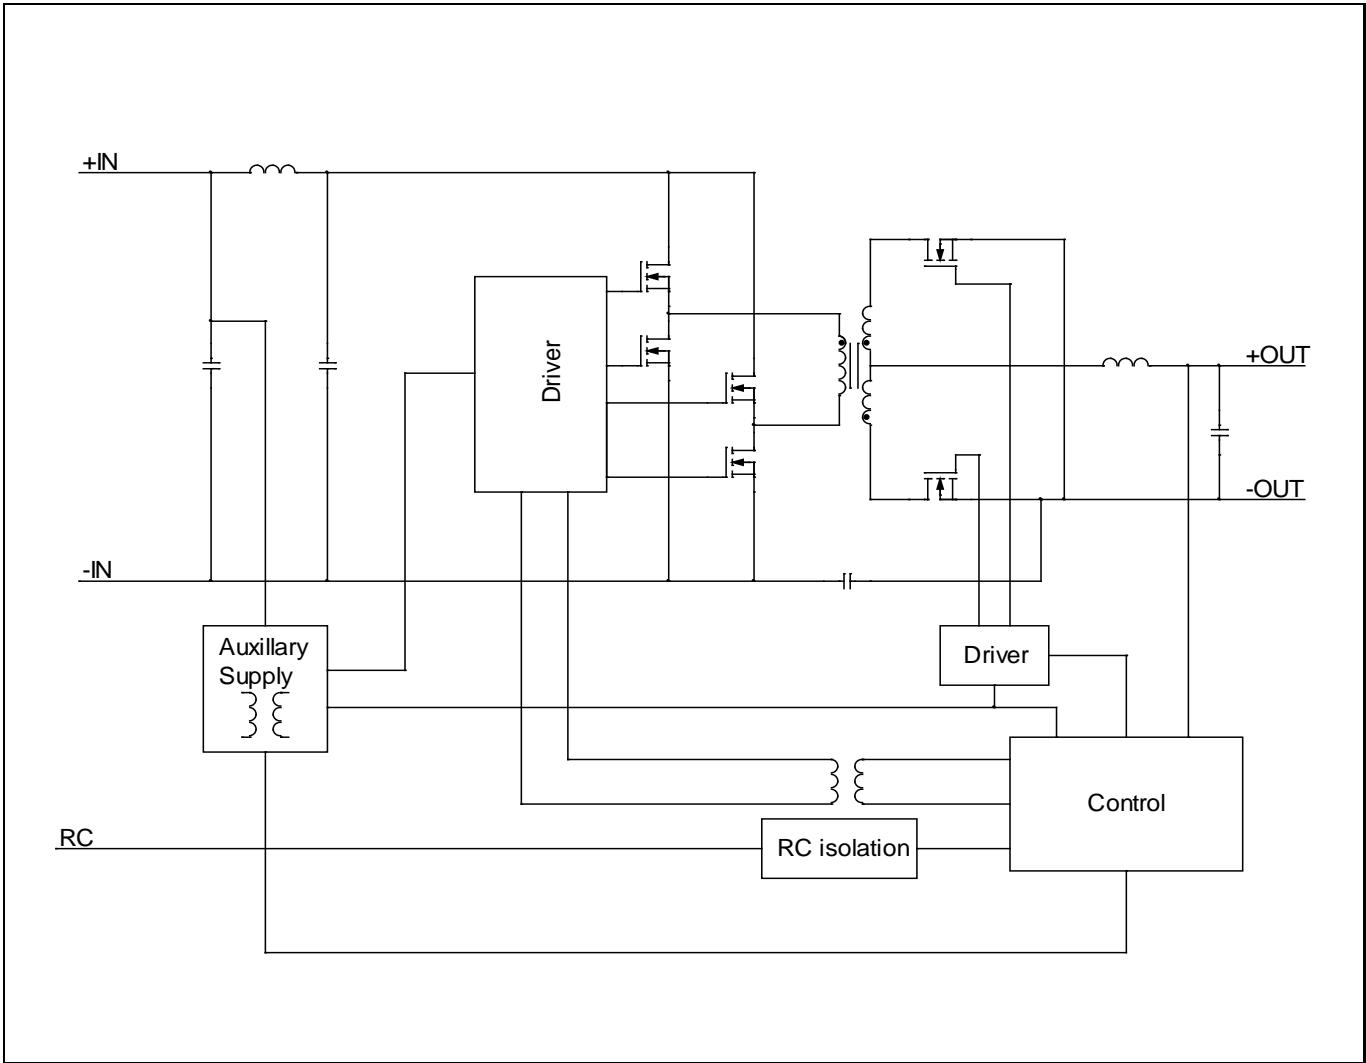 +IN
+OUT
Driver
-OUT
-IN
Auxillary
Supply
Driver
Control
RC
RC isolation